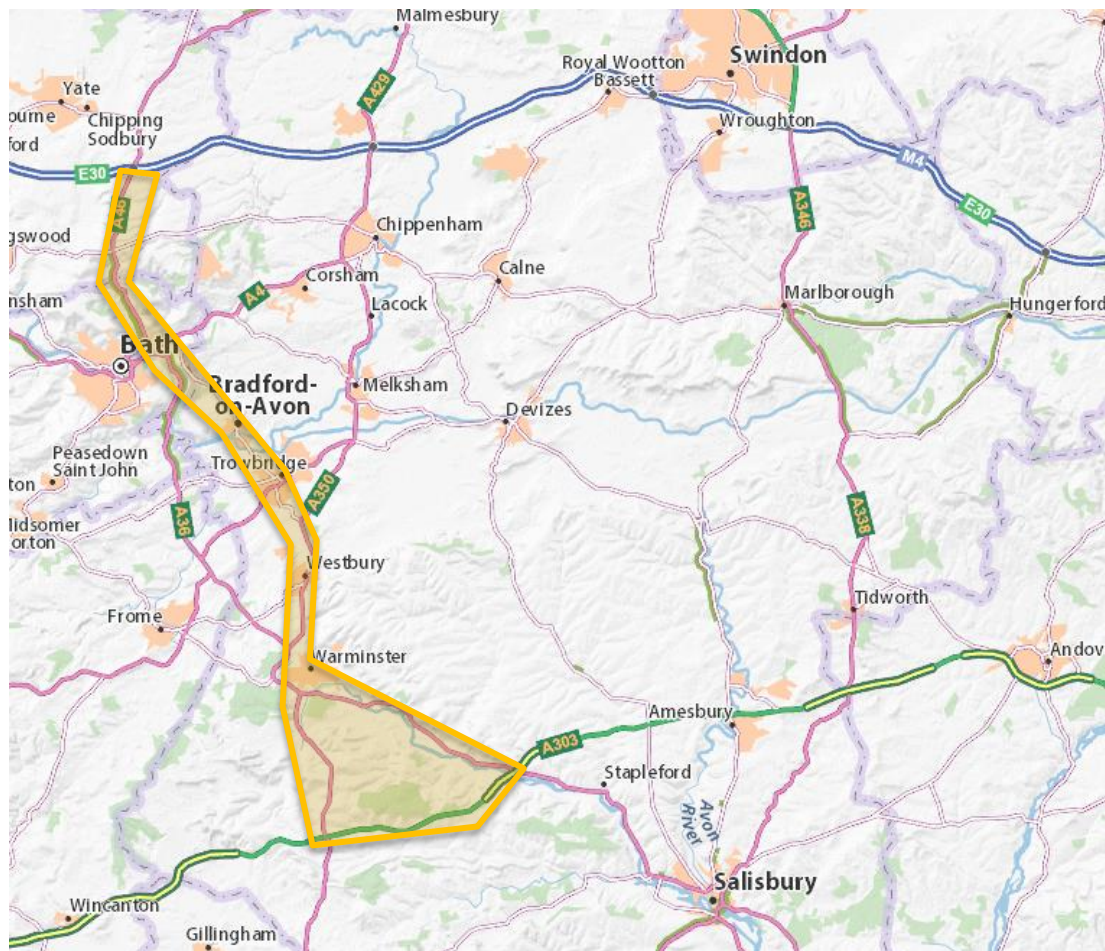 Malmesbury
Swindon
Royal Wootton
Bassett
A429
Yate
Chipping
Sodbury
ourne
ford
Wroughton
E30
M4
E30
A46
A346
gswood
Chippenham
Corsham
Calne
A4
Lacock
Marlborough
Hungerford
nsham
Bath
Bradford-
on-Avon
Melksham
Devizes
Peasedown
Saint John
Trowbridge
A350
ton
A36
A338
Midsomer
orton
Westbury
Tidworth
Frome
Warminster
Andov
Amesbury
A303
Stapleford
Avon
River
Salisbury
Wincanton
Gillingham